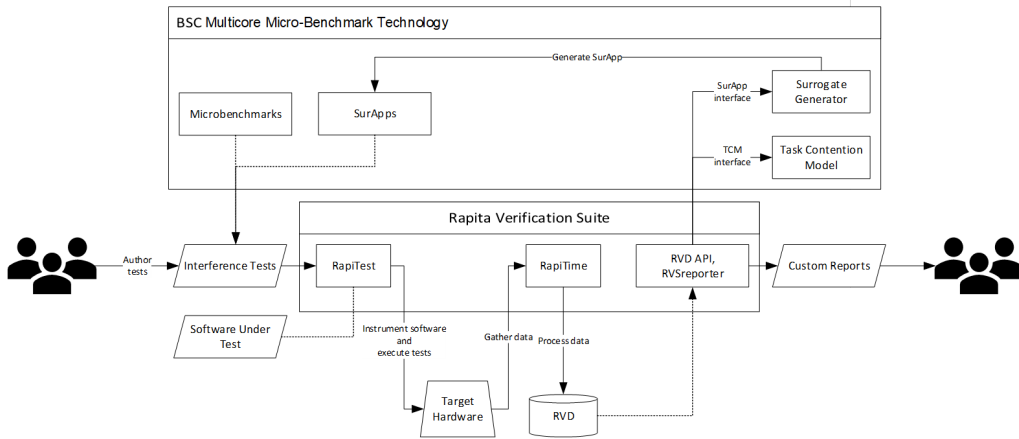 BSC Multicore Micro-Benchmark Technology
Generate SurApp
Microbenchmarks
SurApps
SurApp
interface
Surrogate
Generator
TCM
interface
Task Contention
Model
Rapita Verification Suite
Author
tests
Interference Tests
RapiTest
RapiTime
RVD API,
RVSreporter
Custom Reports
Software Under
Test
Instrument software
and
execute tests
Gather data
Process data
Target
Hardware
RVD